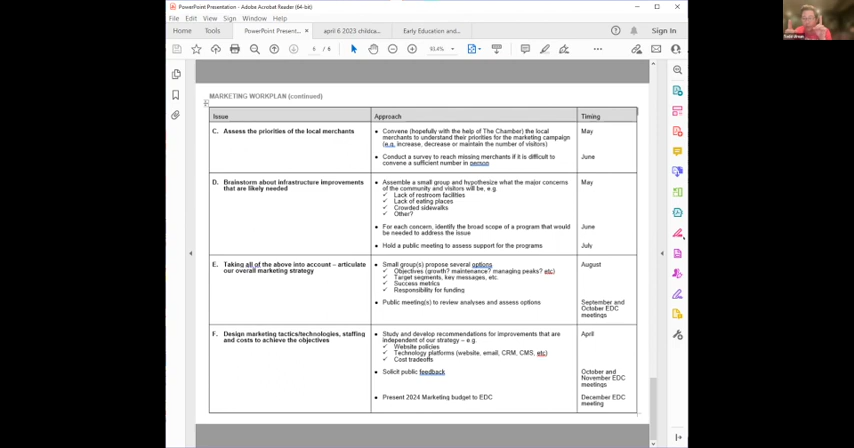 PowerPoint Presentation - Adobe Acrobat Reader (64-bit)
File Edit View Sign Window Help
Home Tools PowerPoint Present... × april 6 2023 childca... Early Education and... Sign In
6 / 6 93.4%
MARKETING WORKPLAN (continued)
Issue Approach Timing
C. Assess the priorities of the local merchants
• Convene (hopefully with the help of The Chamber) the local
merchants to understand their priorities for the marketing campaign
(e.g. increase, decrease or maintain the number of visitors)
May
• Conduct a survey to reach missing merchants if it is difficult to
convene a sufficient number in person
June
D. Brainstorm about infrastructure improvements
that are likely needed
• Assemble a small group and hypothesize what the major concerns
of the community and visitors will be, e.g.
✓ Lack of restroom facilities
✓ Lack of eating places
✓ Crowded sidewalks
✓ Other?
May
• For each concern, identify the broad scope of a program that would
be needed to address the issue
June
• Hold a public meeting to assess support for the programs
July
E. Taking all of the above into account – articulate
our overall marketing strategy
• Small group(s) propose several options
✓ Objectives (growth? maintenance? managing peaks? etc)
✓ Target segments, key messages, etc.
✓ Success metrics
✓ Responsibility for funding
August
• Public meeting(s) to review analyses and assess options
September and
October EDC
meetings
F. Design marketing tactics/technologies, staffing
and costs to achieve the objectives
• Study and develop recommendations for improvements that are
independent of our strategy – e.g.
✓ Website policies
✓ Technology platforms (website, email, CRM, CMS, etc)
✓ Cost tradeoffs
April
• Solicit public feedback
October and
November EDC
meetings
• Present 2024 Marketing budget to EDC
December EDC
meeting